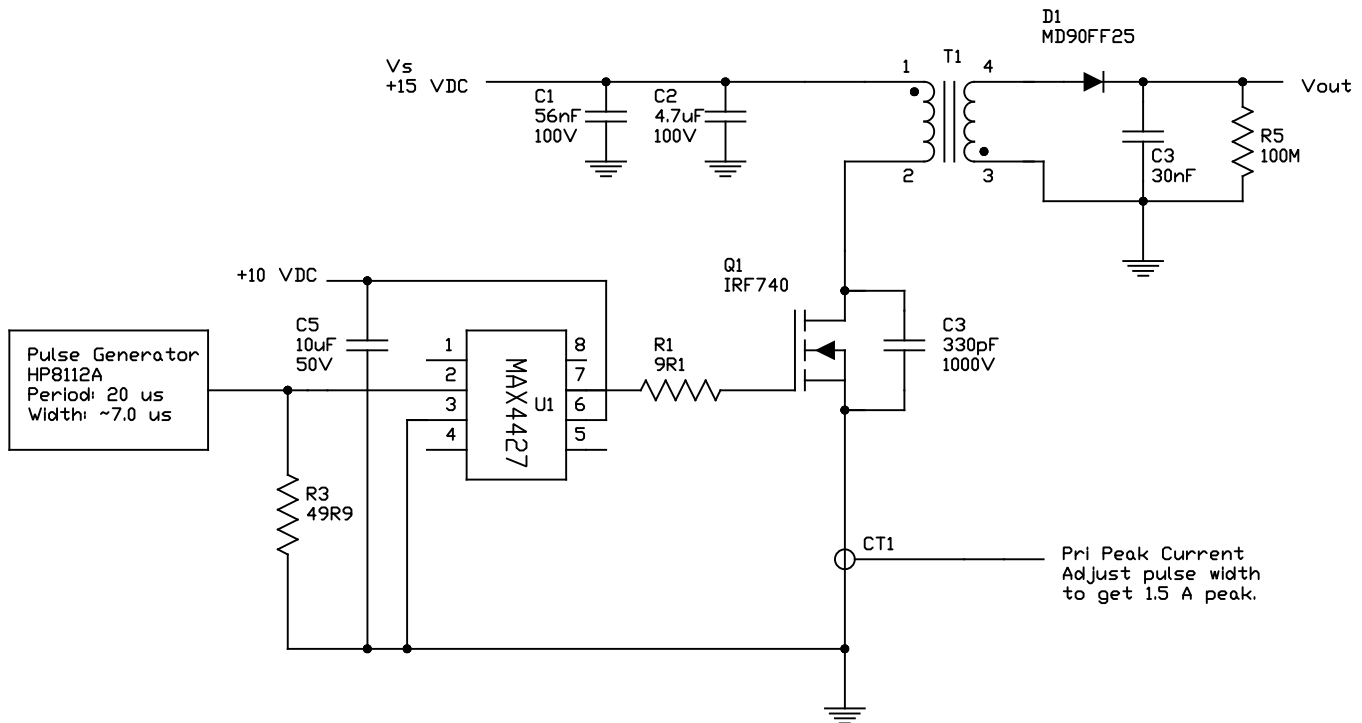 D1
MD90FF25
T1
Vs
+15 VDC
1
4
Vout
C1
56nF
100V
C2
4.7uF
100V
R5
100M
C3
30nF
2
3
Q1
IRF740
+10 VDC
C5
10uF
50V
C3
330pF
1000V
Pulse Generator
HP8112A
Period: 20 us
Width: ~7.0 us
1
2
3
4
MAX4427
U1
8
7
6
5
R1
9R1
R3
49R9
CT1
Pri Peak Current
Adjust pulse width
to get 1.5 A peak.